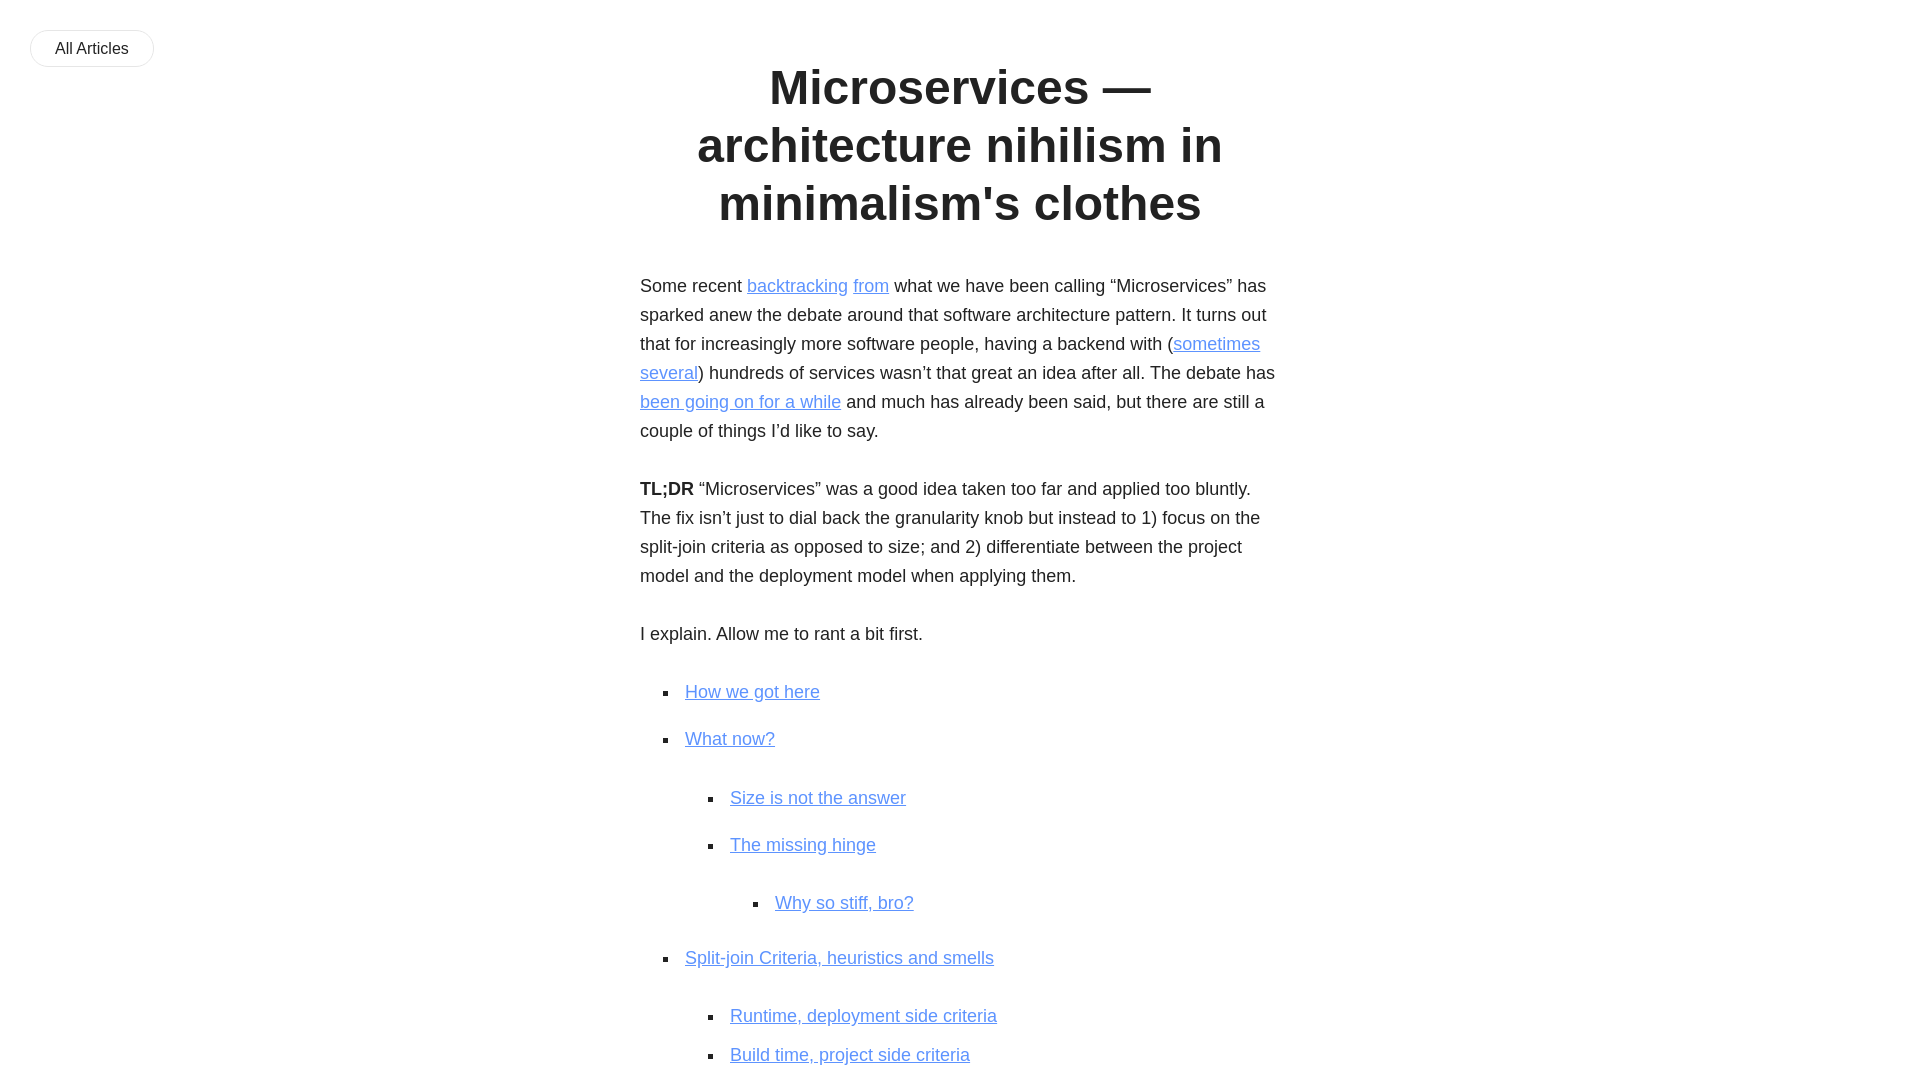 All Articles
Microservices —
architecture nihilism in
minimalism's clothes
Some recent backtracking from what we have been calling “Microservices” has
sparked anew the debate around that software architecture pattern. It turns out
that for increasingly more software people, having a backend with (sometimes
several) hundreds of services wasn’t that great an idea after all. The debate has
been going on for a while and much has already been said, but there are still a
couple of things I’d like to say.
TL;DR “Microservices” was a good idea taken too far and applied too bluntly.
The fix isn’t just to dial back the granularity knob but instead to 1) focus on the
split-join criteria as opposed to size; and 2) differentiate between the project
model and the deployment model when applying them.
I explain. Allow me to rant a bit first.
How we got here
What now?
Size is not the answer
The missing hinge
Why so stiff, bro?
Split-join Criteria, heuristics and smells
Runtime, deployment side criteria
Build time, project side criteria